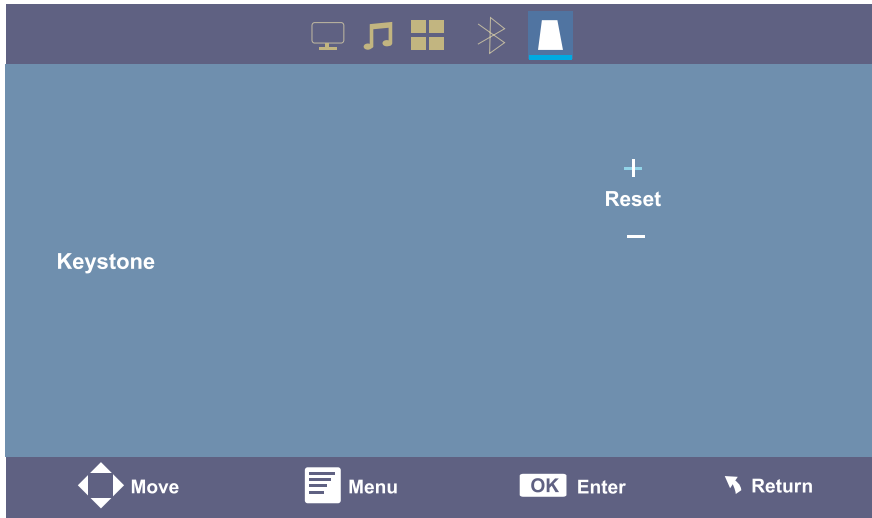 +
Reset
−
Keystone
Move
Menu
OK Enter
Return